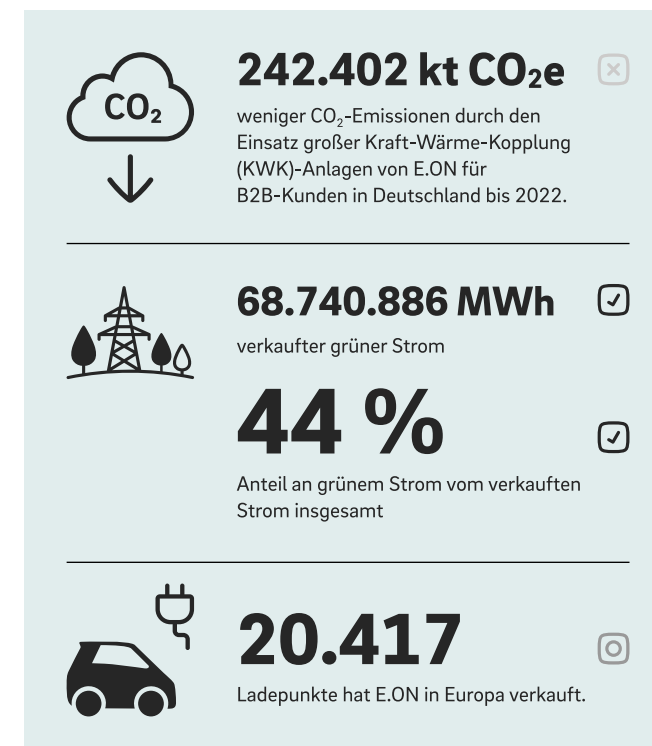 CO₂
242.402 kt CO₂e
weniger CO₂-Emissionen durch den
Einsatz großer Kraft-Wärme-Kopplung
(KWK)-Anlagen von E.ON für
B2B-Kunden in Deutschland bis 2022.
68.740.886 MWh
verkaufter grüner Strom
44 %
Anteil an grünem Strom vom verkauften
Strom insgesamt
20.417
Ladepunkte hat E.ON in Europa verkauft.